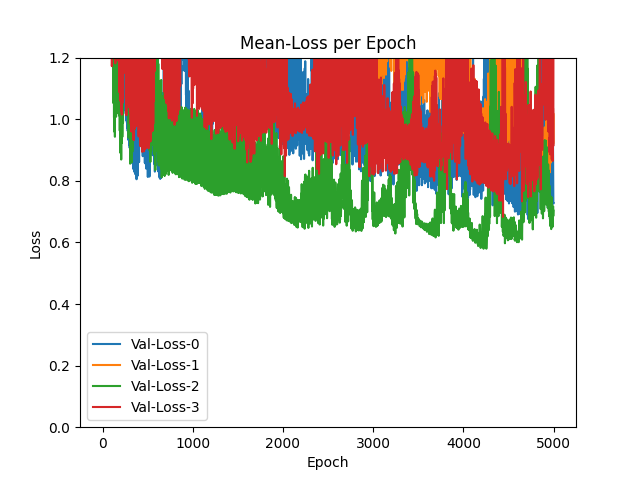 Mean-Loss per Epoch
Loss
1.2
1.0
0.8
0.6
0.4
0.2
0.0
Val-Loss-0
Val-Loss-1
Val-Loss-2
Val-Loss-3
0 1000 2000 3000 4000 5000
Epoch